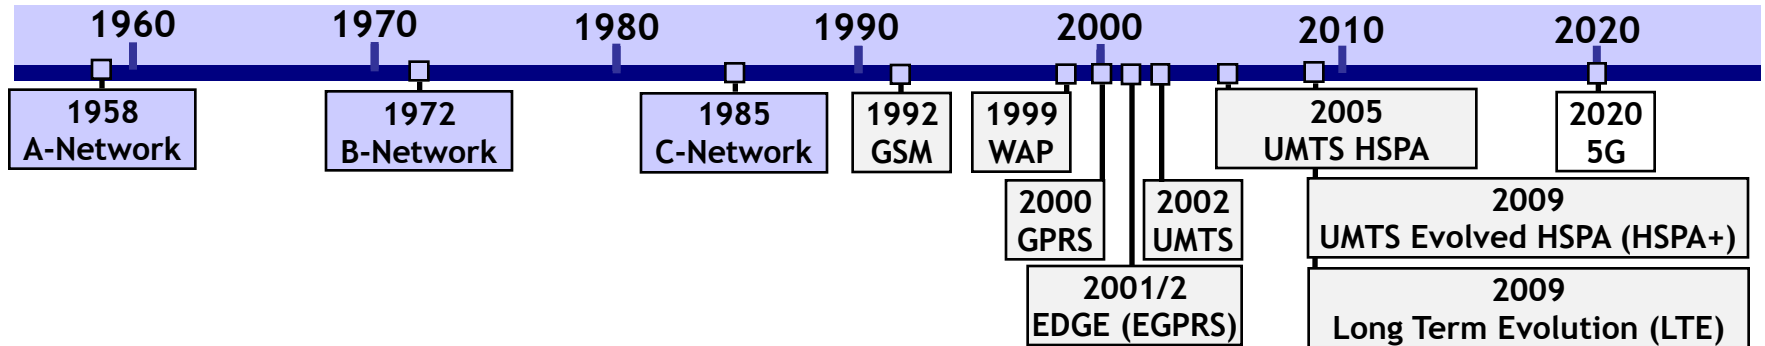 1960
1970
1980
1990
2000
2010
2020
1958
A-Network
1972
B-Network
1985
C-Network
1992
GSM
1999
WAP
2005
UMTS HSPA
2020
5G
2000
GPRS
2002
UMTS
2009
UMTS Evolved HSPA (HSPA+)
2001/2
EDGE (EGPRS)
2009
Long Term Evolution (LTE)